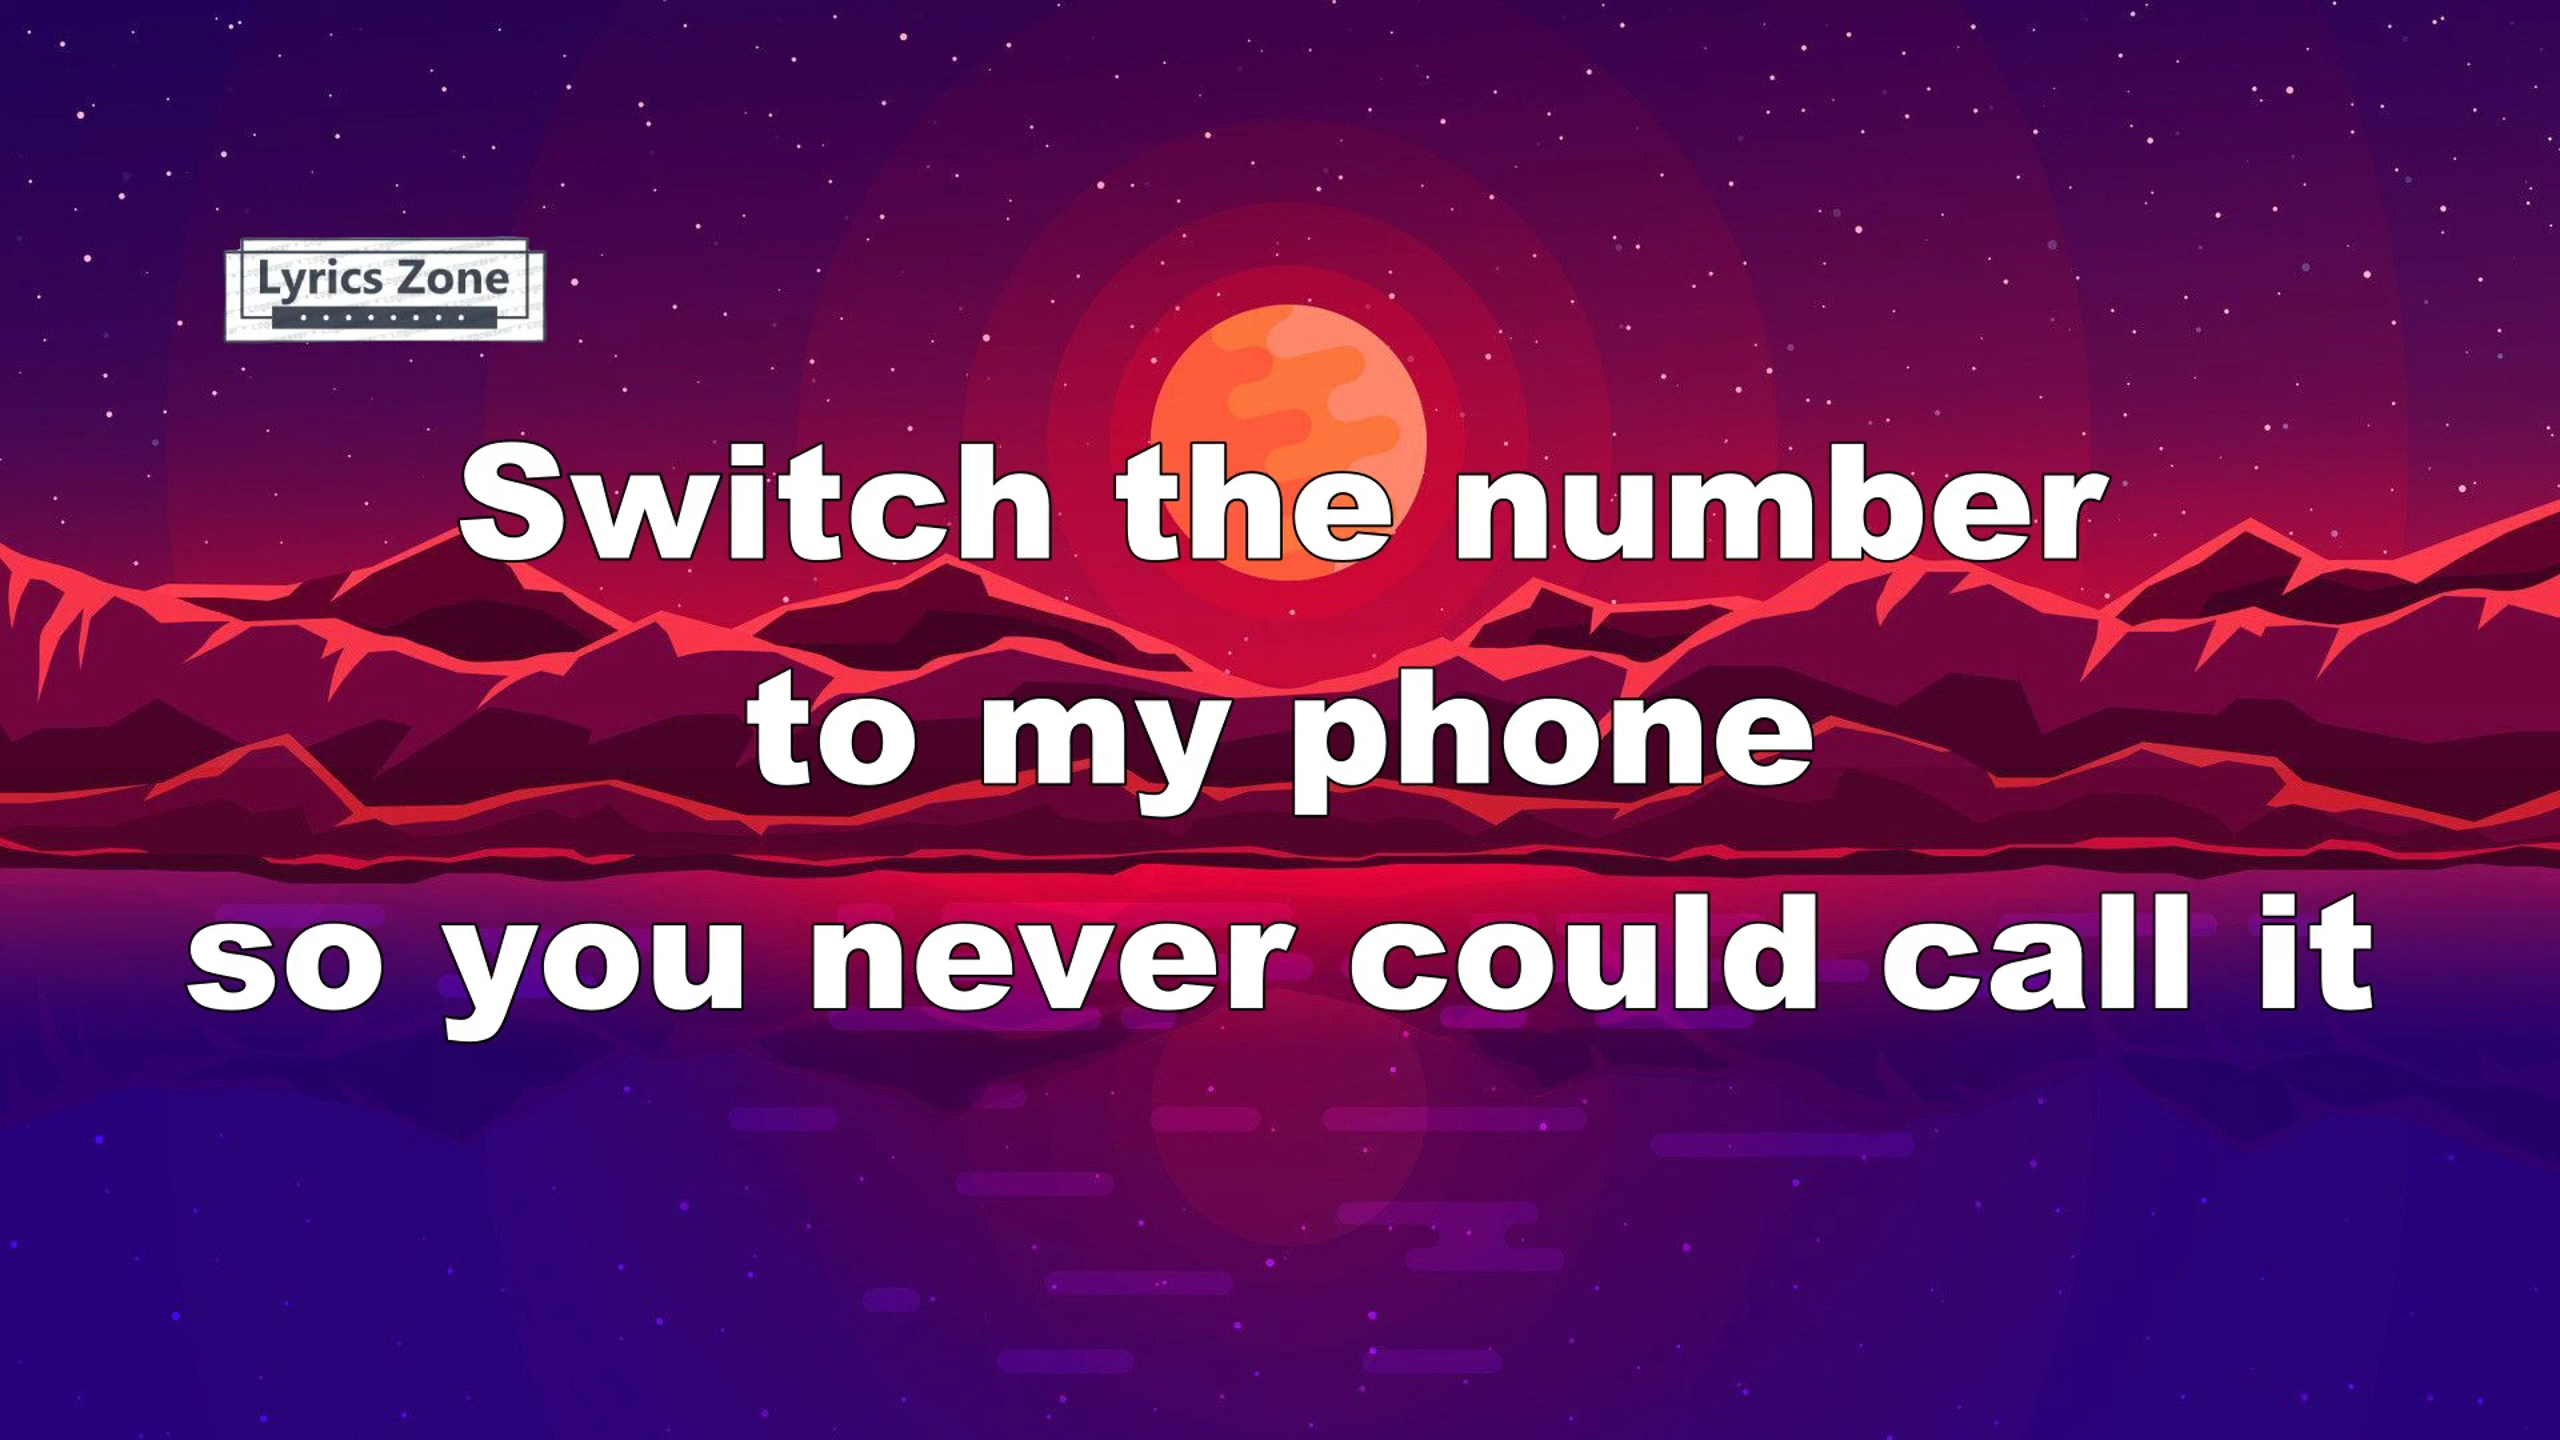 Lyrics Zone
Switch the number
to my phone
so you never could call it